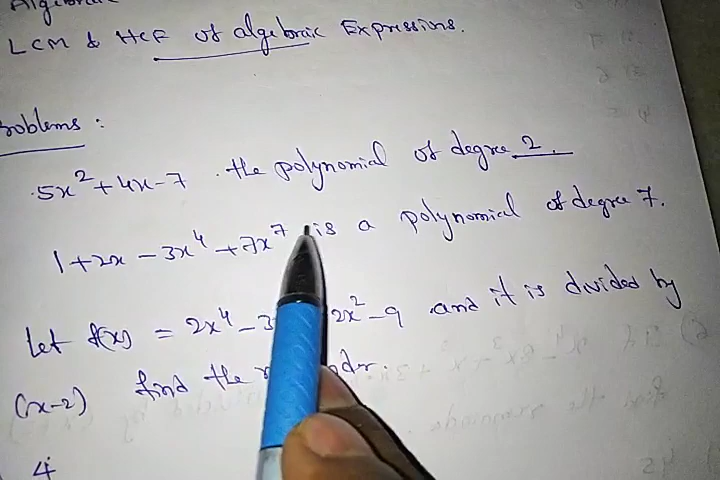 LCM & HCF of algebraic Expressions.
roblems :
5x² + 4x - 7 . the polynomial of degree 2.
1 + 2x - 3x⁴ + 7x⁷ is a polynomial of degree 7.
Let f(x) = 2x⁴ - 3 2x² - 9 and it is divided by
(x-2) find the
4